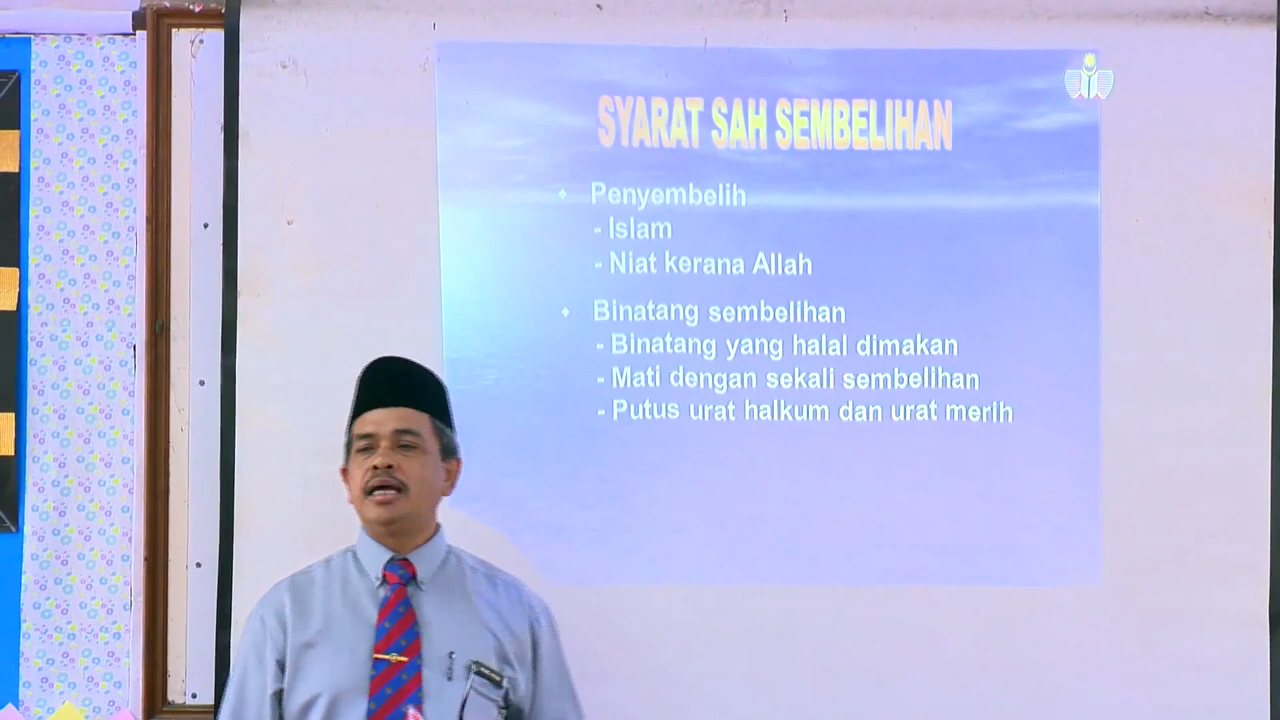 SYARAT SAH SEMBELIHAN
Penyembelih
- Islam
- Niat kerana Allah
Binatang sembelihan
- Binatang yang halal dimakan
- Mati dengan sekali sembelihan
- Putus urat halkum dan urat merih